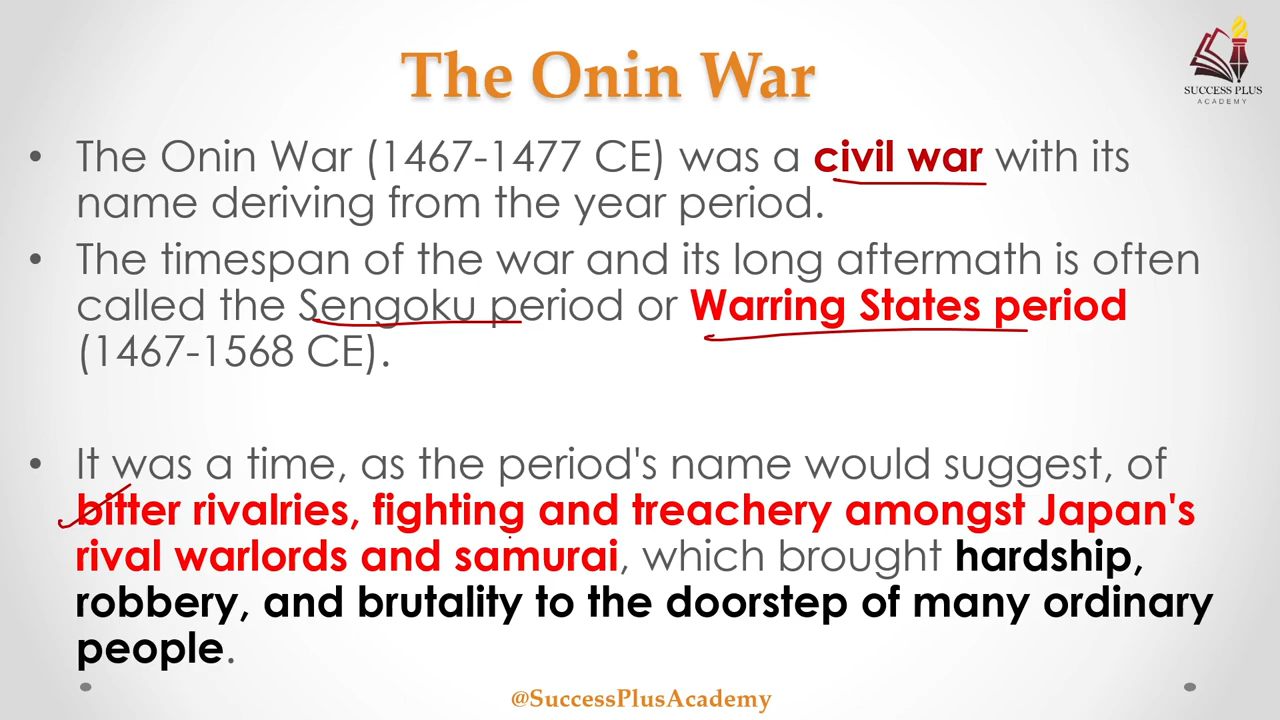 The Onin War
SUCCESS PLUS
ACADEMY
• The Onin War (1467-1477 CE) was a civil war with its
name deriving from the year period.
• The timespan of the war and its long aftermath is often
called the Sengoku period or Warring States period
(1467-1568 CE).
• It was a time, as the period's name would suggest, of
bitter rivalries, fighting and treachery amongst Japan's
rival warlords and samurai, which brought hardship,
robbery, and brutality to the doorstep of many ordinary
people.
@SuccessPlusAcademy